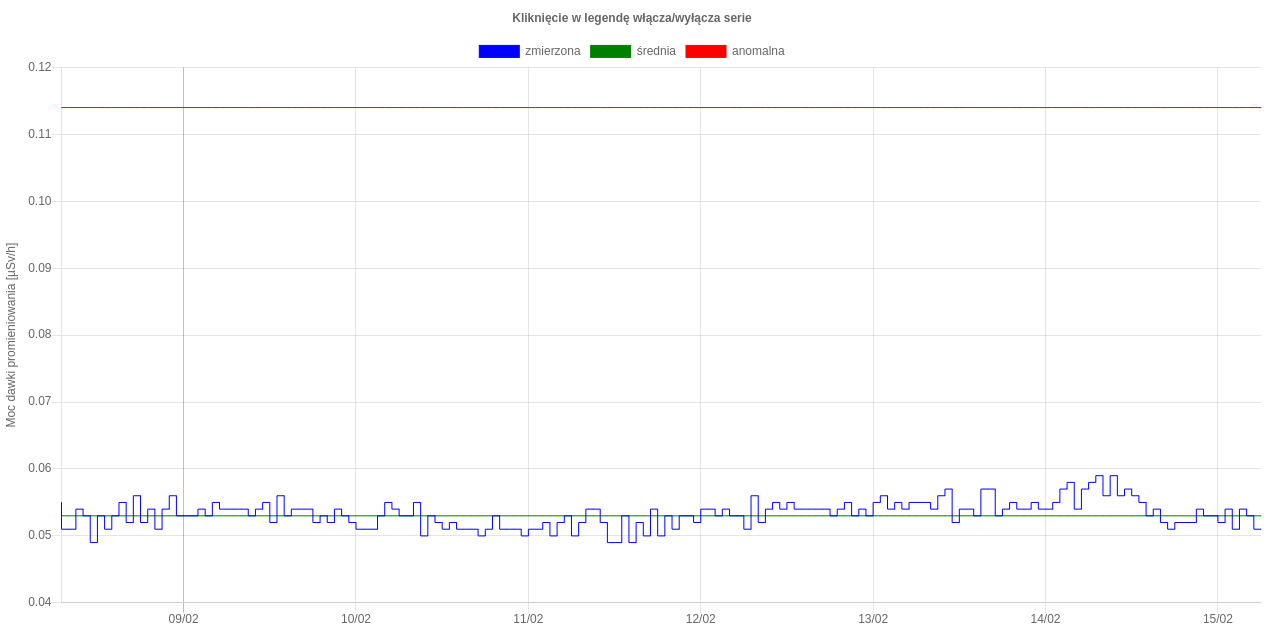 Kliknięcie w legendę włącza/wyłącza serie
zmierzona średnia anomalna
Moc dawki promieniowania [µSv/h]
0.12
0.11
0.10
0.09
0.08
0.07
0.06
0.05
0.04
09/02 10/02 11/02 12/02 13/02 14/02 15/02